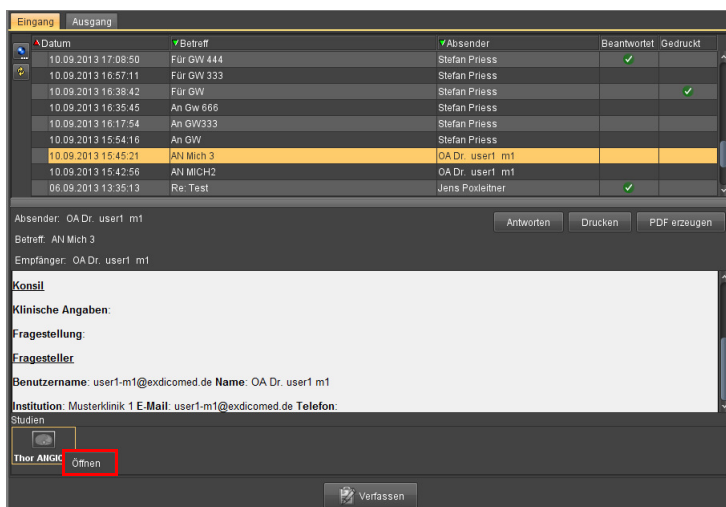 Eingang Ausgang
Datum Betreff Absender Beantwortet Gedruckt
10.09.2013 17:08:50 Für GW 444 Stefan Priess
10.09.2013 16:57:11 Für GW 333 Stefan Priess
10.09.2013 16:38:42 Für GW Stefan Priess
10.09.2013 16:35:45 An Gw 666 Stefan Priess
10.09.2013 16:17:54 An GW333 Stefan Priess
10.09.2013 15:54:16 An GW Stefan Priess
10.09.2013 15:45:21 AN Mich 3 OA Dr. user1 m1
10.09.2013 15:42:56 AN MICH2 OA Dr. user1 m1
06.09.2013 13:35:13 Re: Test Jens Poxleitner
Absender: OA Dr. user1 m1
Antworten Drucken PDF erzeugen
Betreff: AN Mich 3
Empfänger: OA Dr. user1 m1
Konsil
Klinische Angaben:
Fragestellung:
Fragesteller
Benutzername: user1-m1@exdicomed.de Name: OA Dr. user1 m1
Institution: Musterklinik 1 E-Mail: user1-m1@exdicomed.de Telefon:
Studien
Thor ANGIO
Öffnen
Verfassen